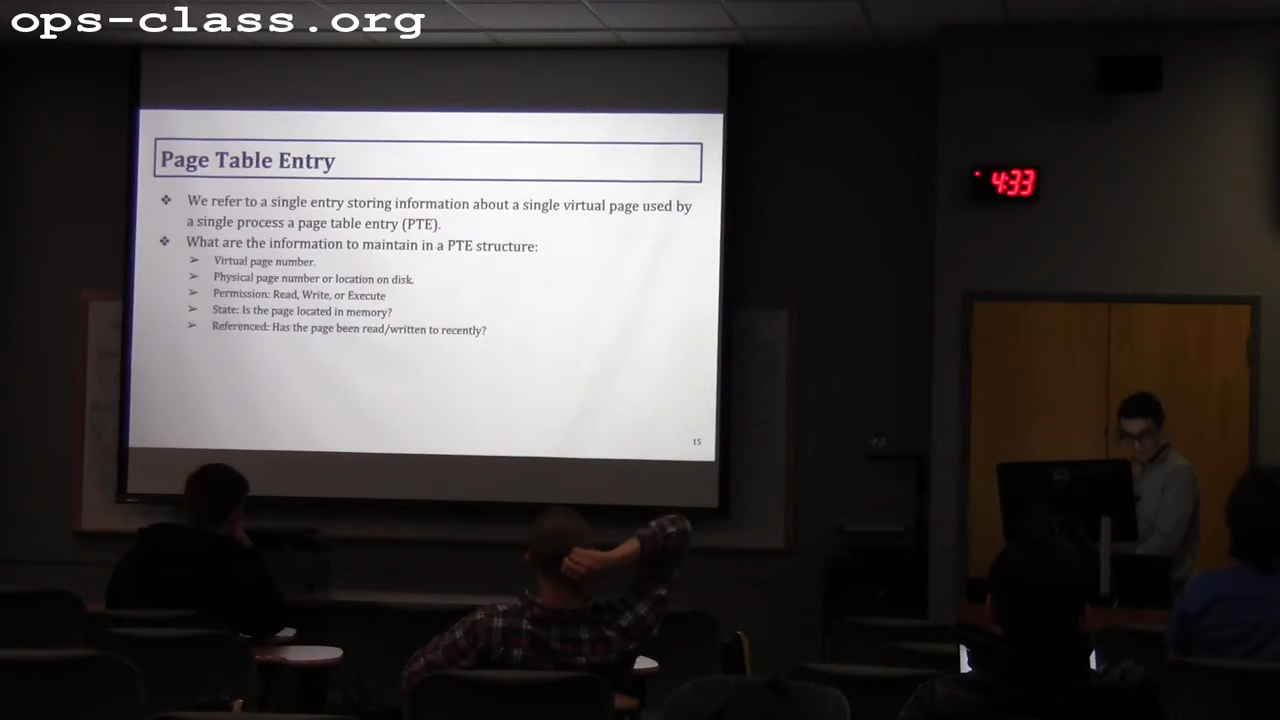 ops-class.org
Page Table Entry
❖ We refer to a single entry storing information about a single virtual page used by
a single process a page table entry (PTE).
❖ What are the information to maintain in a PTE structure:
➢ Virtual page number.
➢ Physical page number or location on disk.
➢ Permission: Read, Write, or Execute
➢ State: Is the page located in memory?
➢ Referenced: Has the page been read/written to recently?
15
4:33